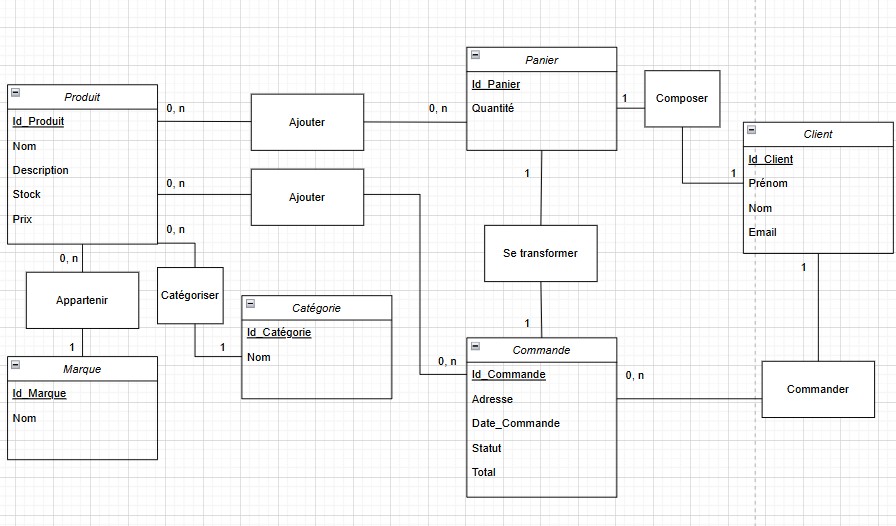 Produit
Id_Produit
Nom
Description
Stock
Prix
0, n
Ajouter
0, n
0, n
Ajouter
0, n
0, n
Appartenir
1
0, n
Catégoriser
1
Marque
Id_Marque
Nom
Catégorie
Id_Catégorie
Nom
Panier
Id_Panier
Quantité
1
Composer
1
Client
Id_Client
Prénom
Nom
Email
1
Se transformer
1
Commande
Id_Commande
Adresse
Date_Commande
Statut
Total
0, n
Commander
1